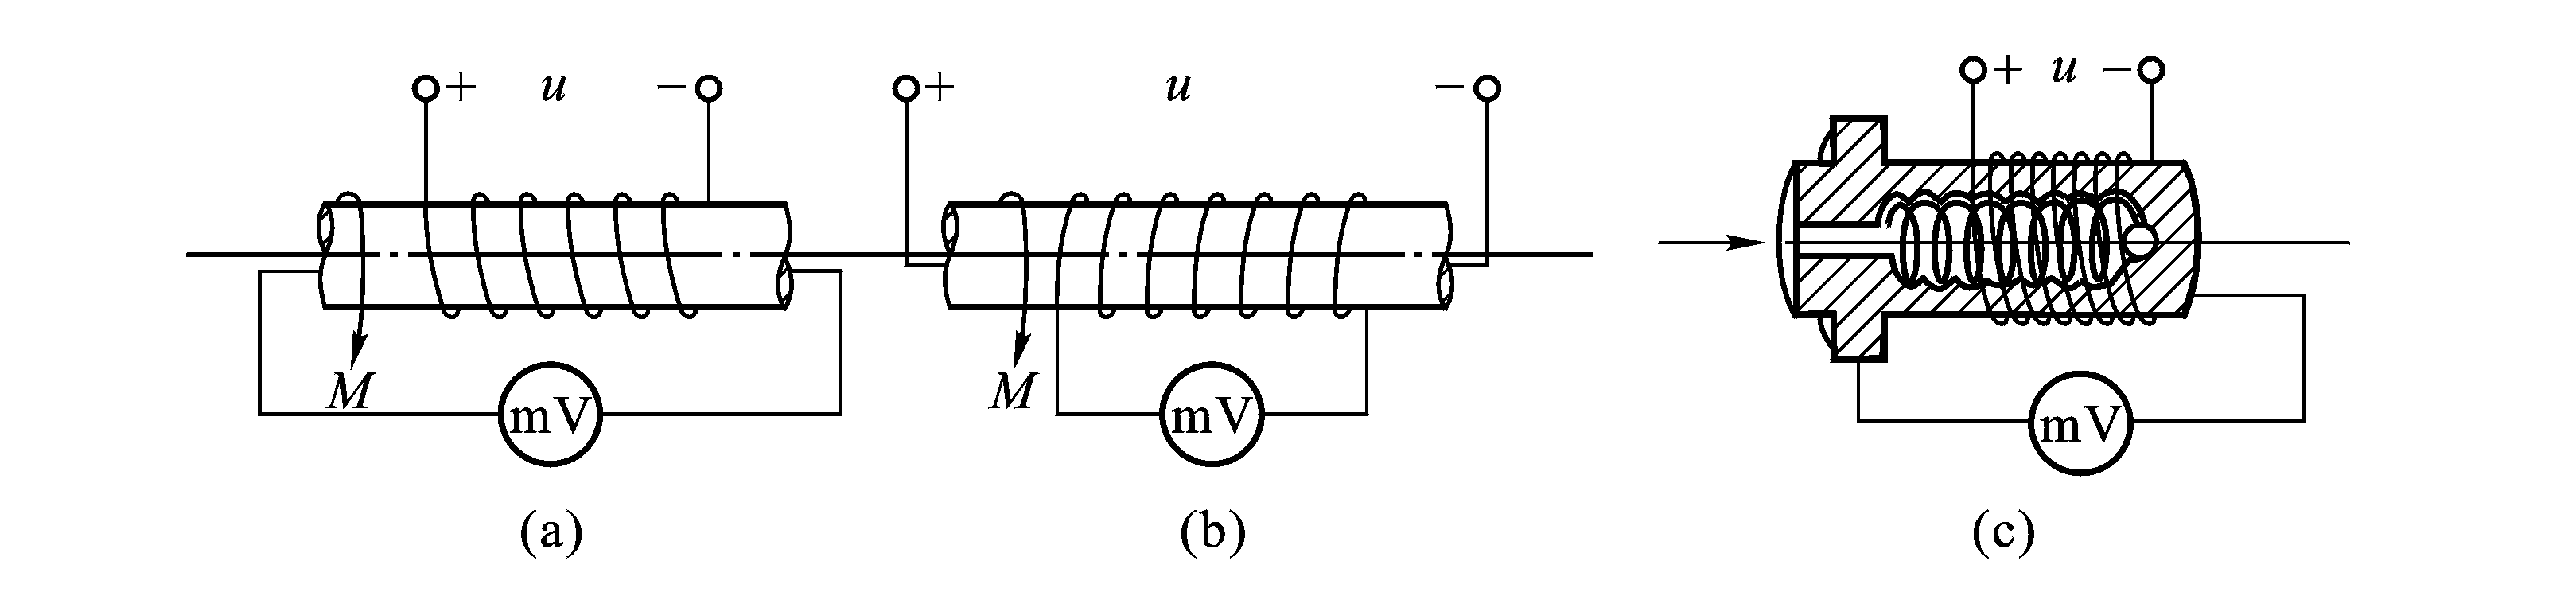 + u −
+ u −
+ u −
M
mV
M
mV
mV
(a)
(b)
(c)